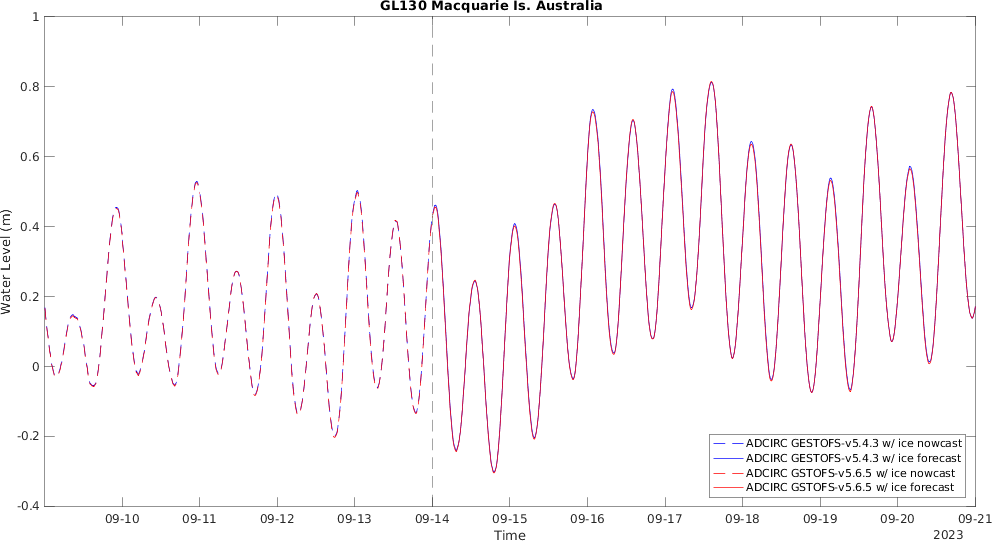 GL130 Macquarie Is. Australia
Water Level (m)
1
0.8
0.6
0.4
0.2
0
-0.2
-0.4
ADCIRC GESTOFS-v5.4.3 w/ ice nowcast
ADCIRC GESTOFS-v5.4.3 w/ ice forecast
ADCIRC GSTOFS-v5.6.5 w/ ice nowcast
ADCIRC GSTOFS-v5.6.5 w/ ice forecast
09-10 09-11 09-12 09-13 09-14 09-15 09-16 09-17 09-18 09-19 09-20 09-21
Time
2023